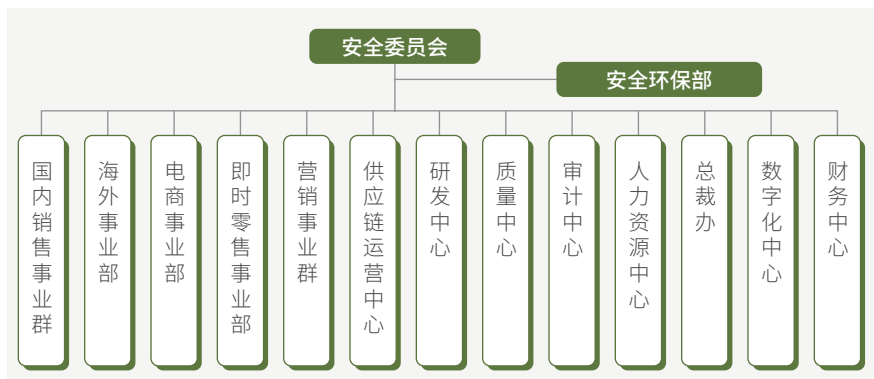 安全委员会
安全环保部
国内销售事业群
海外事业部
电商事业部
即时零售事业部
营销事业群
供应链运营中心
研发中心
质量中心
审计中心
人力资源中心
总裁办
数字化中心
财务中心